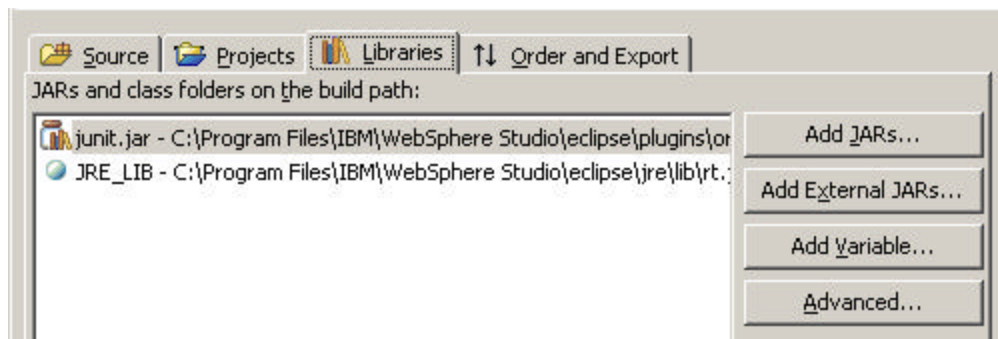 Source Projects Libraries Order and Export
JARs and class folders on the build path:
junit.jar - C:\Program Files\IBM\WebSphere Studio\eclipse\plugins\or
Add JARs...
JRE_LIB - C:\Program Files\IBM\WebSphere Studio\eclipse\jre\lib\rt.j
Add External JARs...
Add Variable...
Advanced...